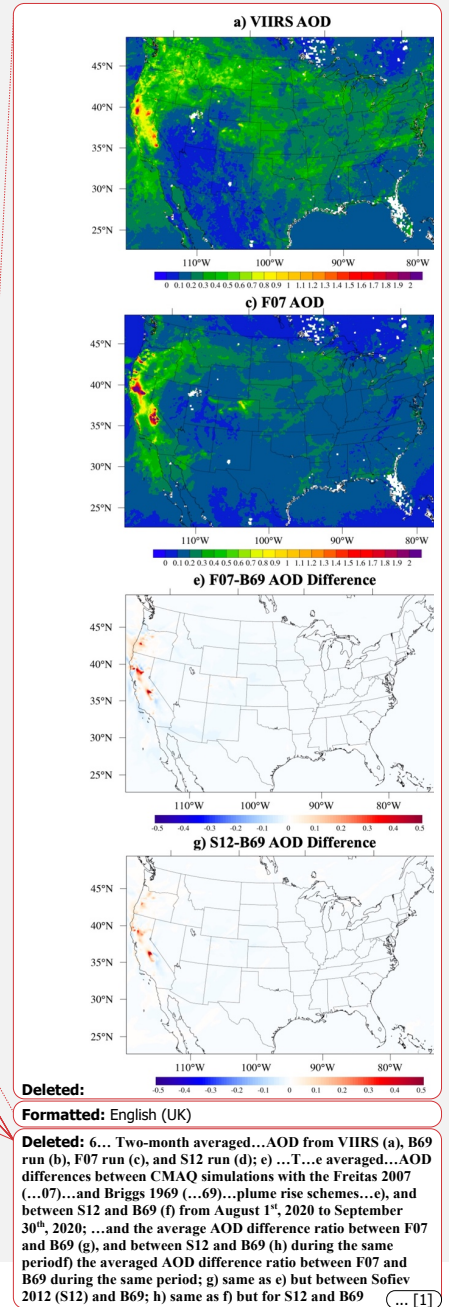 a) VIIRS AOD
45°N
40°N
35°N
30°N
25°N
110°W 100°W 90°W 80°W
0 0.1 0.2 0.3 0.4 0.5 0.6 0.7 0.8 0.9 1 1.1 1.2 1.3 1.4 1.5 1.6 1.7 1.8 1.9 2
c) F07 AOD
45°N
40°N
35°N
30°N
25°N
110°W 100°W 90°W 80°W
0 0.1 0.2 0.3 0.4 0.5 0.6 0.7 0.8 0.9 1 1.1 1.2 1.3 1.4 1.5 1.6 1.7 1.8 1.9 2
e) F07-B69 AOD Difference
45°N
40°N
35°N
30°N
25°N
110°W 100°W 90°W 80°W
-0.5 -0.4 -0.3 -0.2 -0.1 0 0.1 0.2 0.3 0.4 0.5
g) S12-B69 AOD Difference
45°N
40°N
35°N
30°N
25°N
110°W 100°W 90°W 80°W
-0.5 -0.4 -0.3 -0.2 -0.1 0 0.1 0.2 0.3 0.4 0.5
Deleted:
Formatted: English (UK)
Deleted: 6… Two-month averaged…AOD from VIIRS (a), B69
run (b), F07 run (c), and S12 run (d); e) …T…e averaged…AOD
differences between CMAQ simulations with the Freitas 2007
(…07)…and Briggs 1969 (…69)…plume rise schemes…e), and
between S12 and B69 (f) from August 1st, 2020 to September
30th, 2020; …and the average AOD difference ratio between F07
and B69 (g), and between S12 and B69 (h) during the same
periodf) the averaged AOD difference ratio between F07 and
B69 during the same period; g) same as e) but between Sofiev
2012 (S12) and B69; h) same as f) but for S12 and B69 ... [1]